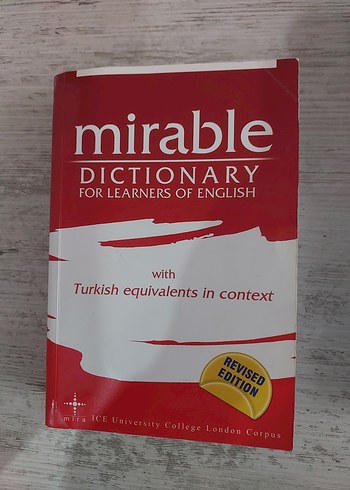 mirable
DICTIONARY
FOR LEARNERS OF ENGLISH
with
Turkish equivalents in context
REVISED
EDITION
mira ICE University College London Corpus